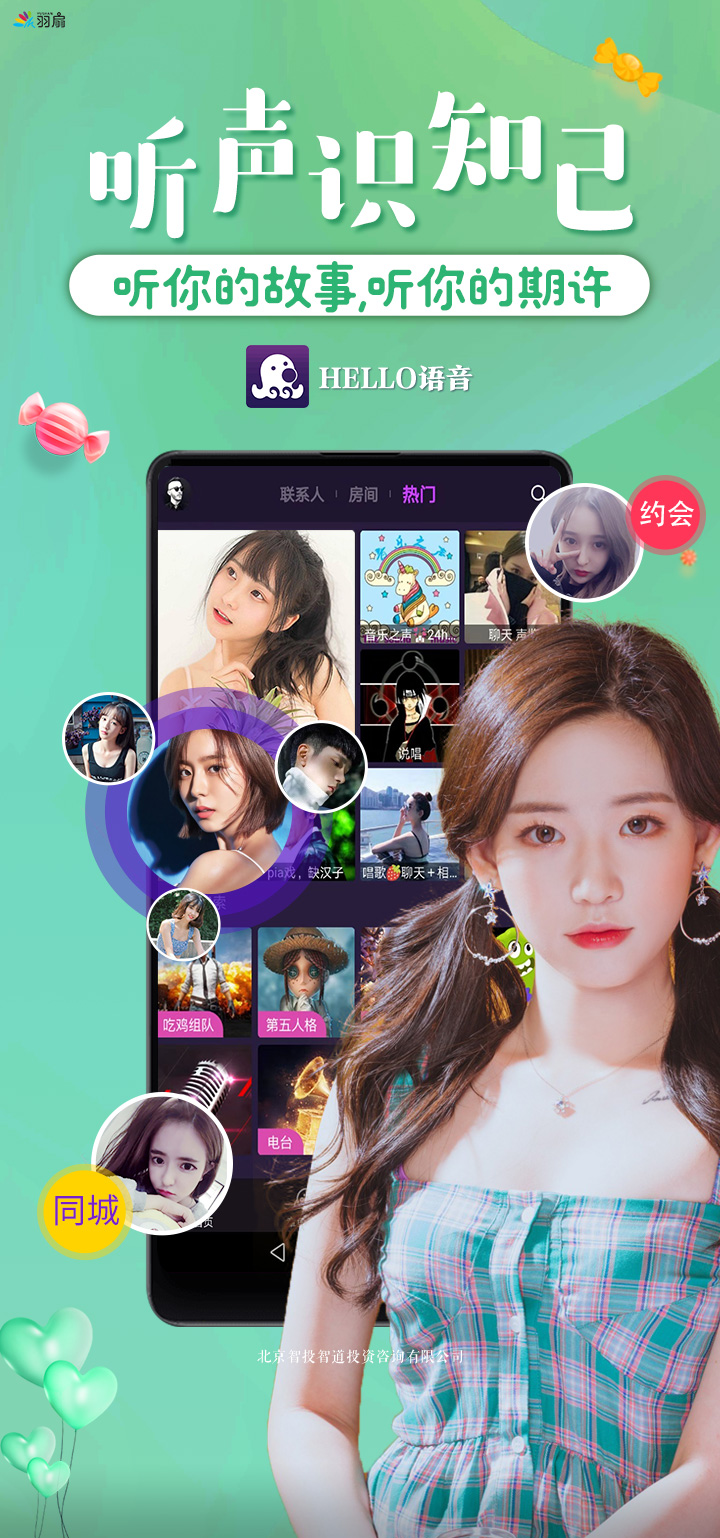 羽扇
听声识知己
听你的故事,听你的期许
HELLO语音
联系人
房间
热门
约会
音乐之声 24h...
聊天 声
说唱
pia戏，缺汉子
唱歌 聊天+相...
索
吃鸡组队
第五人格
电台
同城
页
北京智投智道投资咨询有限公司